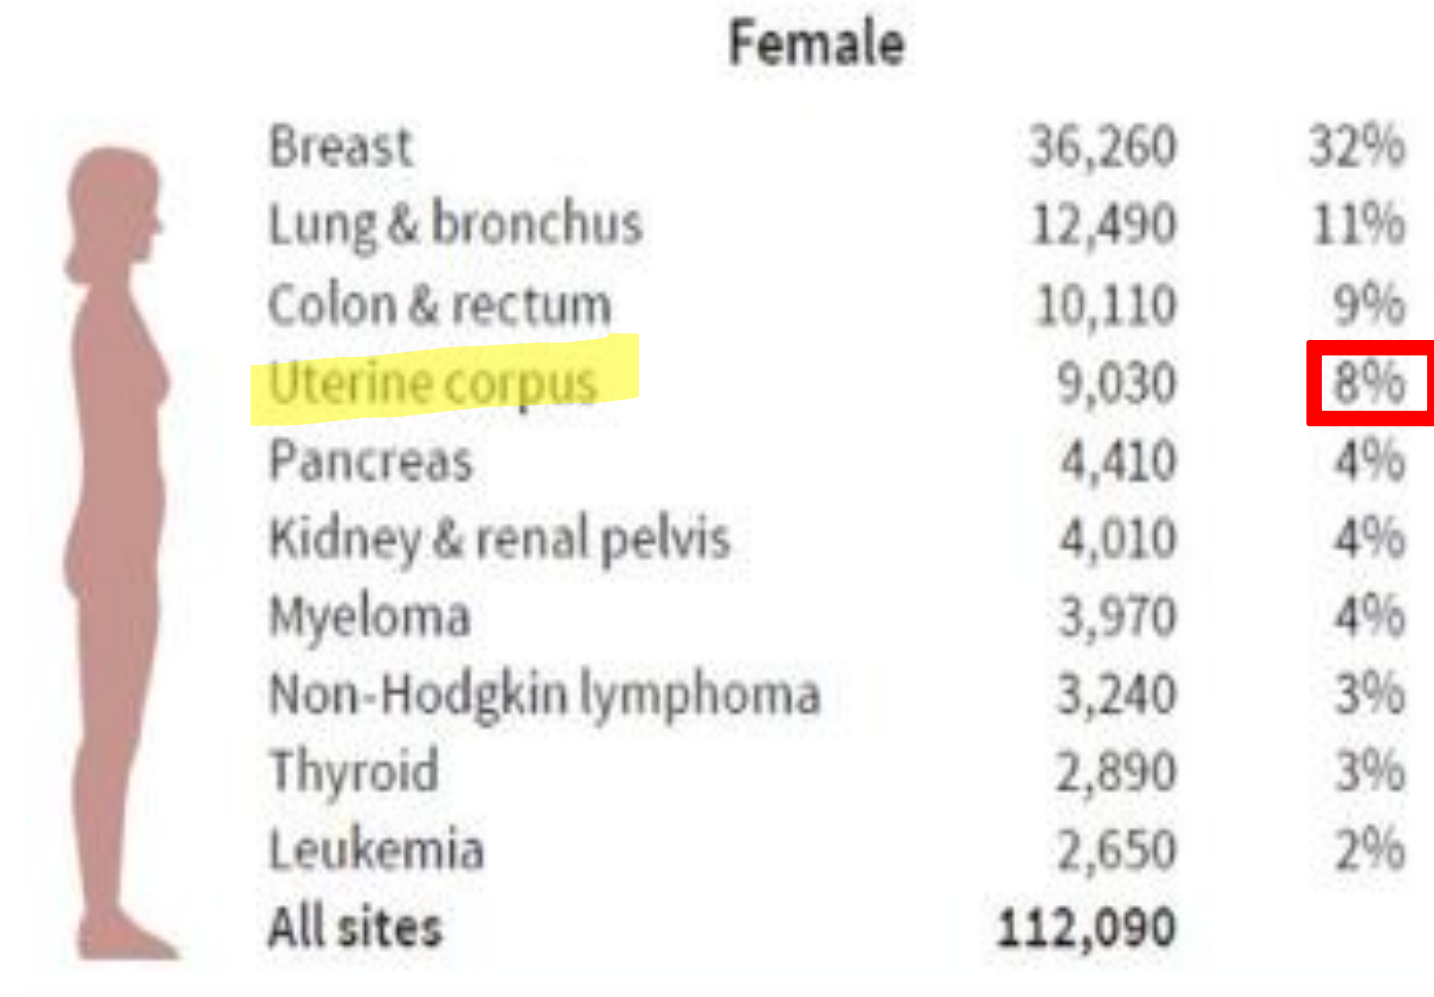 Female
Breast 36,260 32%
Lung & bronchus 12,490 11%
Colon & rectum 10,110 9%
Uterine corpus 9,030 8%
Pancreas 4,410 4%
Kidney & renal pelvis 4,010 4%
Myeloma 3,970 4%
Non-Hodgkin lymphoma 3,240 3%
Thyroid 2,890 3%
Leukemia 2,650 2%
All sites 112,090